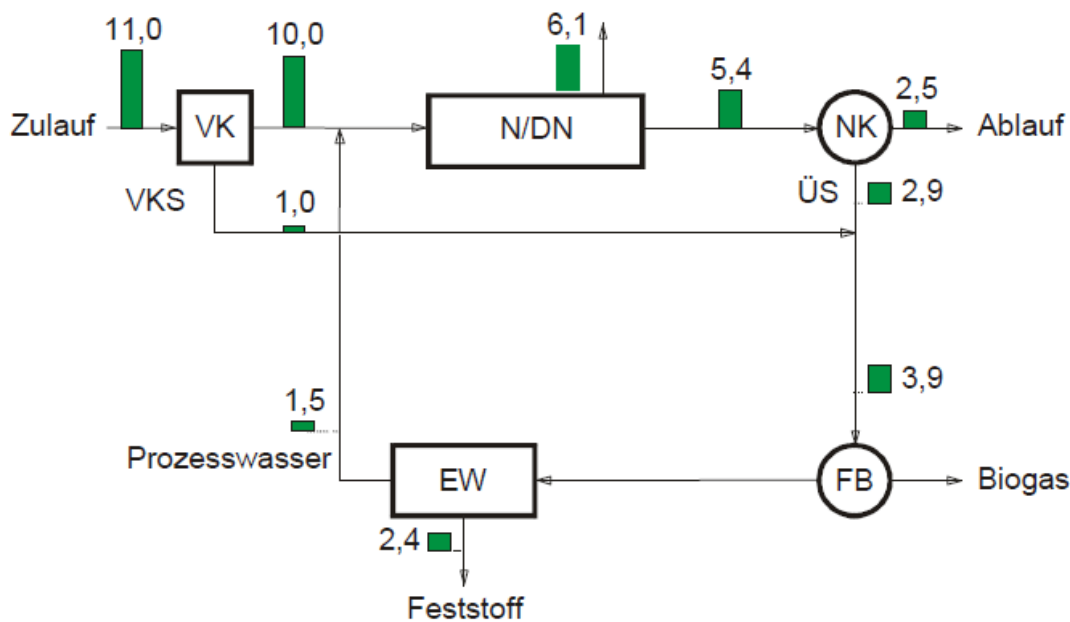 11,0
10,0
6,1
5,4
2,5
Zulauf
VK
N/DN
NK
Ablauf
VKS
1,0
ÜS
2,9
3,9
1,5
Prozesswasser
EW
FB
Biogas
2,4
Feststoff